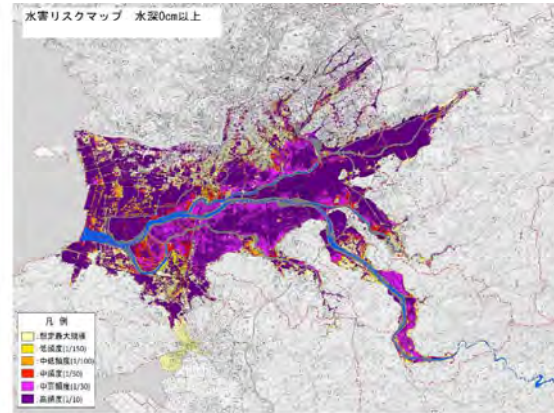 水害リスクマップ 水深0cm以上
凡 例
:想定最大規模
:低頻度(1/150)
:中低頻度(1/100)
:中頻度(1/50)
:中高頻度(1/30)
:高頻度(1/10)